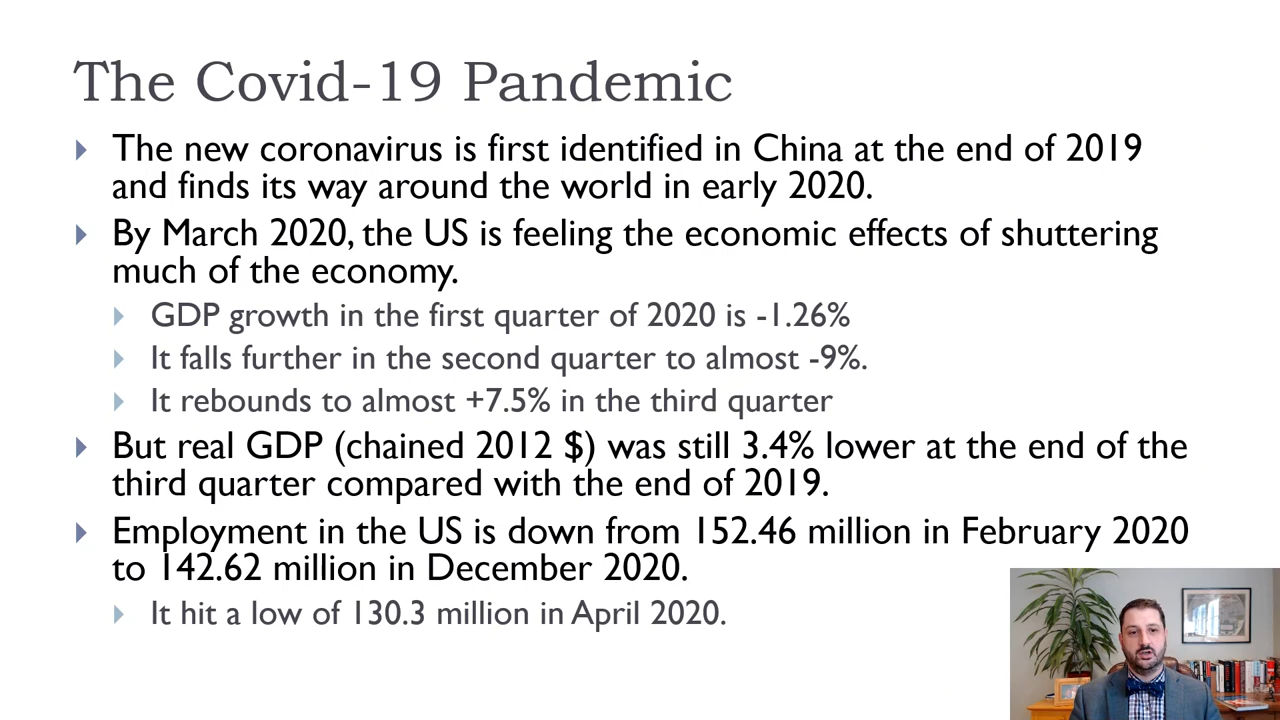 The Covid-19 Pandemic
The new coronavirus is first identified in China at the end of 2019
and finds its way around the world in early 2020.
By March 2020, the US is feeling the economic effects of shuttering
much of the economy.
GDP growth in the first quarter of 2020 is -1.26%
It falls further in the second quarter to almost -9%.
It rebounds to almost +7.5% in the third quarter
But real GDP (chained 2012 $) was still 3.4% lower at the end of the
third quarter compared with the end of 2019.
Employment in the US is down from 152.46 million in February 2020
to 142.62 million in December 2020.
It hit a low of 130.3 million in April 2020.